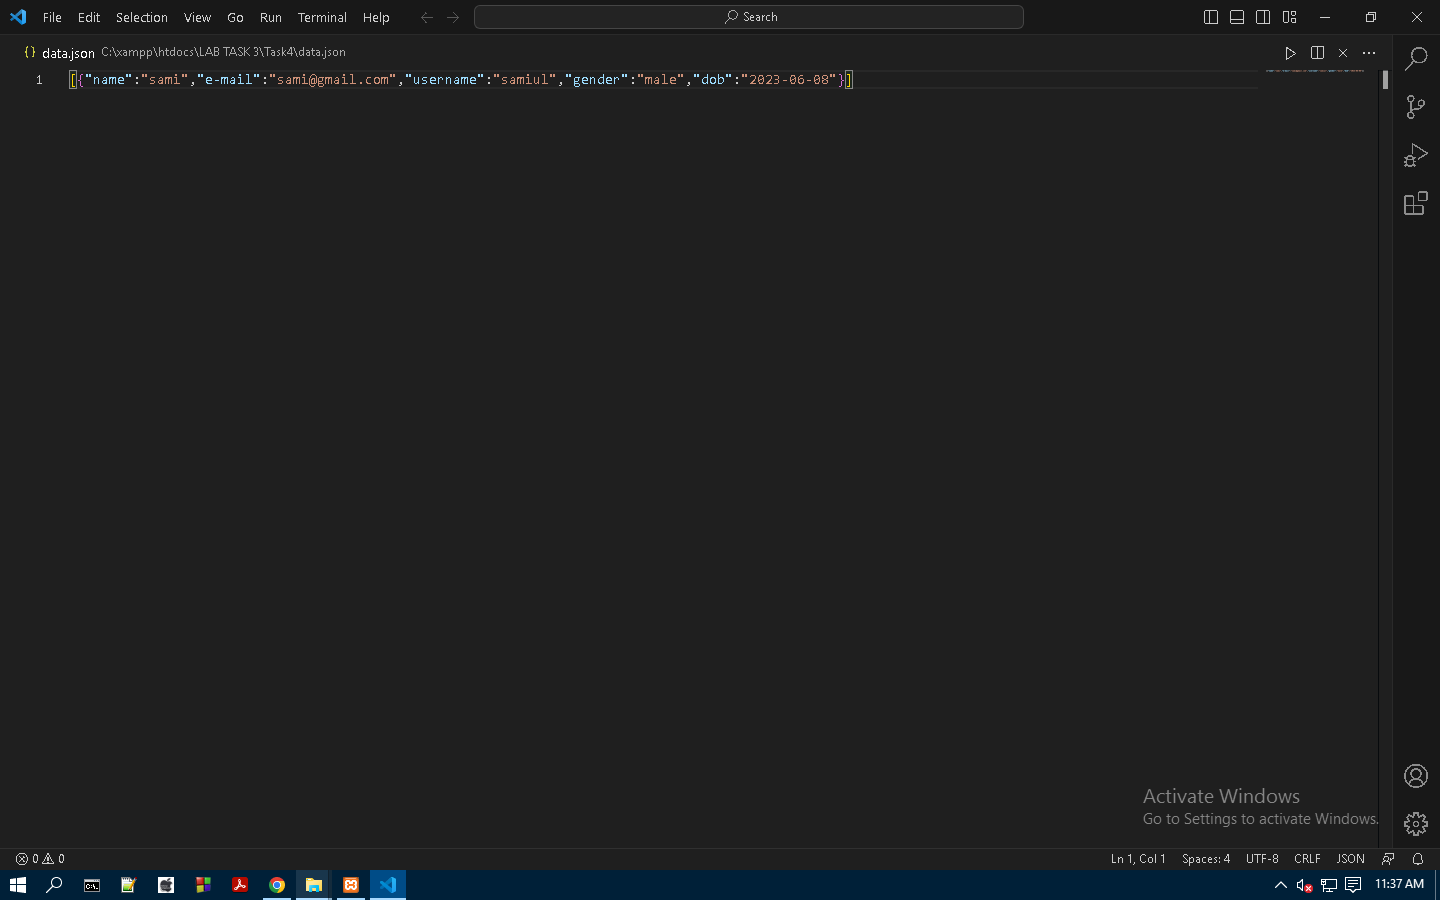 File Edit Selection View Go Run Terminal Help Search
data.json C:\xampp\htdocs\LAB TASK 3\Task4\data.json
1 [{"name":"sami","e-mail":"sami@gmail.com","username":"samiul","gender":"male","dob":"2023-06-08"}]
Activate Windows
Go to Settings to activate Windows.
0 0 Ln 1, Col 1 Spaces: 4 UTF-8 CRLF JSON
11:37 AM